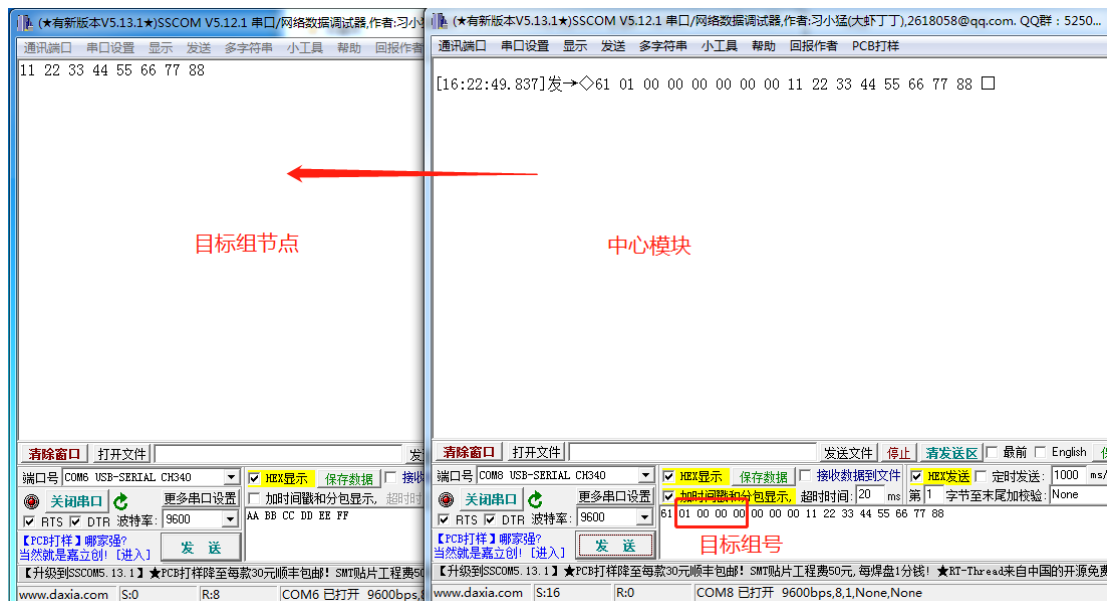 (★有新版本V5.13.1★)SSCOM V5.12.1 串口/网络数据调试器,作者:习小猛
通讯端口 串口设置 显示 发送 多字符串 小工具 帮助 回报作者
11 22 33 44 55 66 77 88
目标组节点
清除窗口 打开文件
端口号 COM6 USB-SERIAL CH340 HEX显示 保存数据 接收
关闭串口 更多串口设置 加时间戳和分包显示, 超时时
RTS DTR 波特率: 9600 AA BB CC DD EE FF
【PCB打样】哪家强?
当然就是嘉立创! [进入] 发 送
【升级到SSCOM5.13.1】★PCB打样降至每款30元顺丰包邮! SMT贴片工程费50
www.daxia.com S:0 R:8 COM6 已打开 9600bps,8
(★有新版本V5.13.1★)SSCOM V5.12.1 串口/网络数据调试器,作者:习小猛(大虾丁丁),2618058@qq.com. QQ群：5250...
通讯端口 串口设置 显示 发送 多字符串 小工具 帮助 回报作者 PCB打样
[16:22:49.837]发→◇61 01 00 00 00 00 00 00 11 22 33 44 55 66 77 88 □
中心模块
清除窗口 打开文件 发送文件 停止 清发送区 最前 English
端口号 COM6 USB-SERIAL CH340 HEX显示 保存数据 接收数据到文件 HEX发送 定时发送: 1000 ms/
关闭串口 更多串口设置 加时间戳和分包显示, 超时时间: 20 ms 第 1 字节至末尾加校验: None
RTS DTR 波特率: 9600 61 01 00 00 00 00 00 00 11 22 33 44 55 66 77 88
目标组号
【PCB打样】哪家强?
当然就是嘉立创! [进入] 发 送
【升级到SSCOM5.13.1】★PCB打样降至每款30元顺丰包邮! SMT贴片工程费50元, 每焊盘1分钱! ★RT-Thread来自中国的开源免费
www.daxia.com S:16 R:0 COM8 已打开 9600bps,8,1,None,None